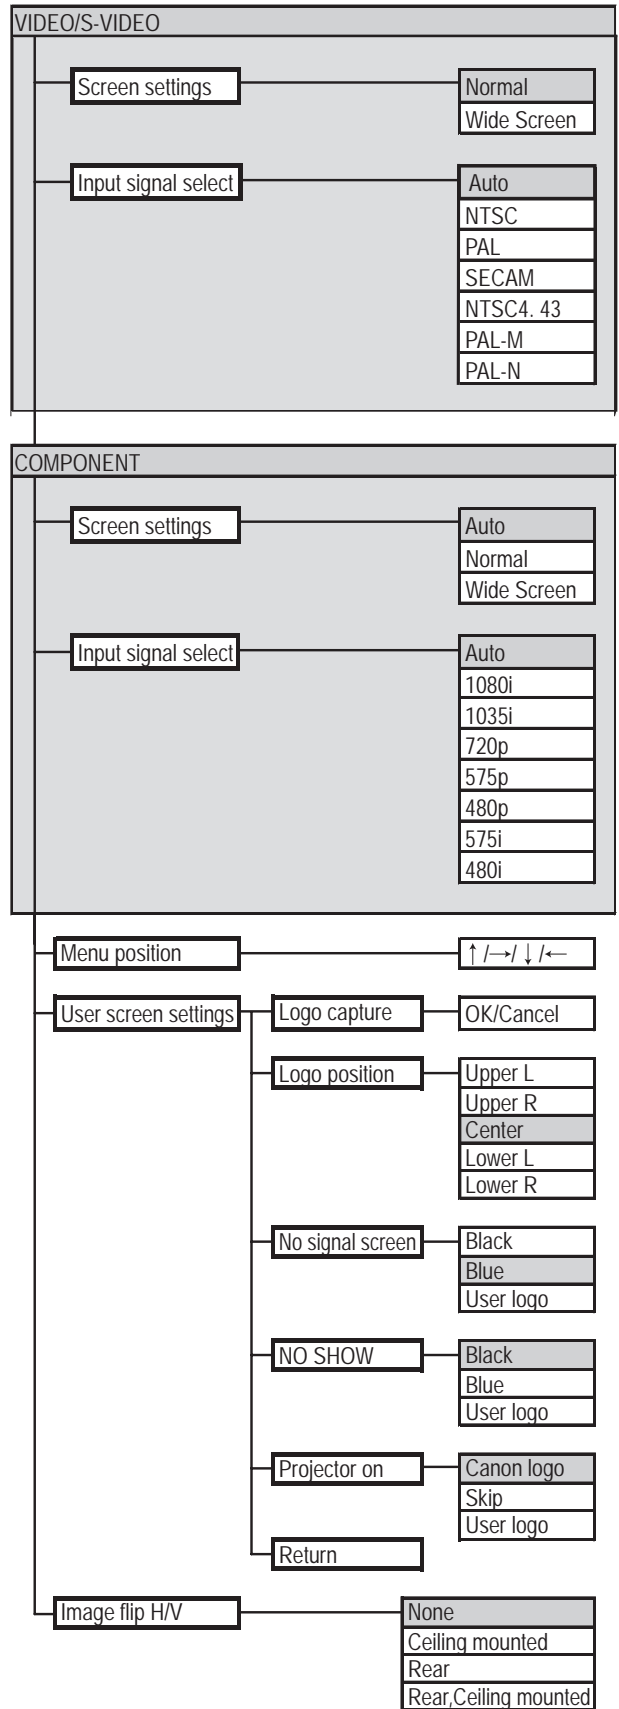 VIDEO/S-VIDEO
Screen settings
Normal
Wide Screen
Input signal select
Auto
NTSC
PAL
SECAM
NTSC4. 43
PAL-M
PAL-N
COMPONENT
Screen settings
Auto
Normal
Wide Screen
Input signal select
Auto
1080i
1035i
720p
575p
480p
575i
480i
Menu position
↑ /→/ ↓ /←
User screen settings
Logo capture
OK/Cancel
Logo position
Upper L
Upper R
Center
Lower L
Lower R
No signal screen
Black
Blue
User logo
NO SHOW
Black
Blue
User logo
Projector on
Canon logo
Skip
User logo
Return
Image flip H/V
None
Ceiling mounted
Rear
Rear,Ceiling mounted